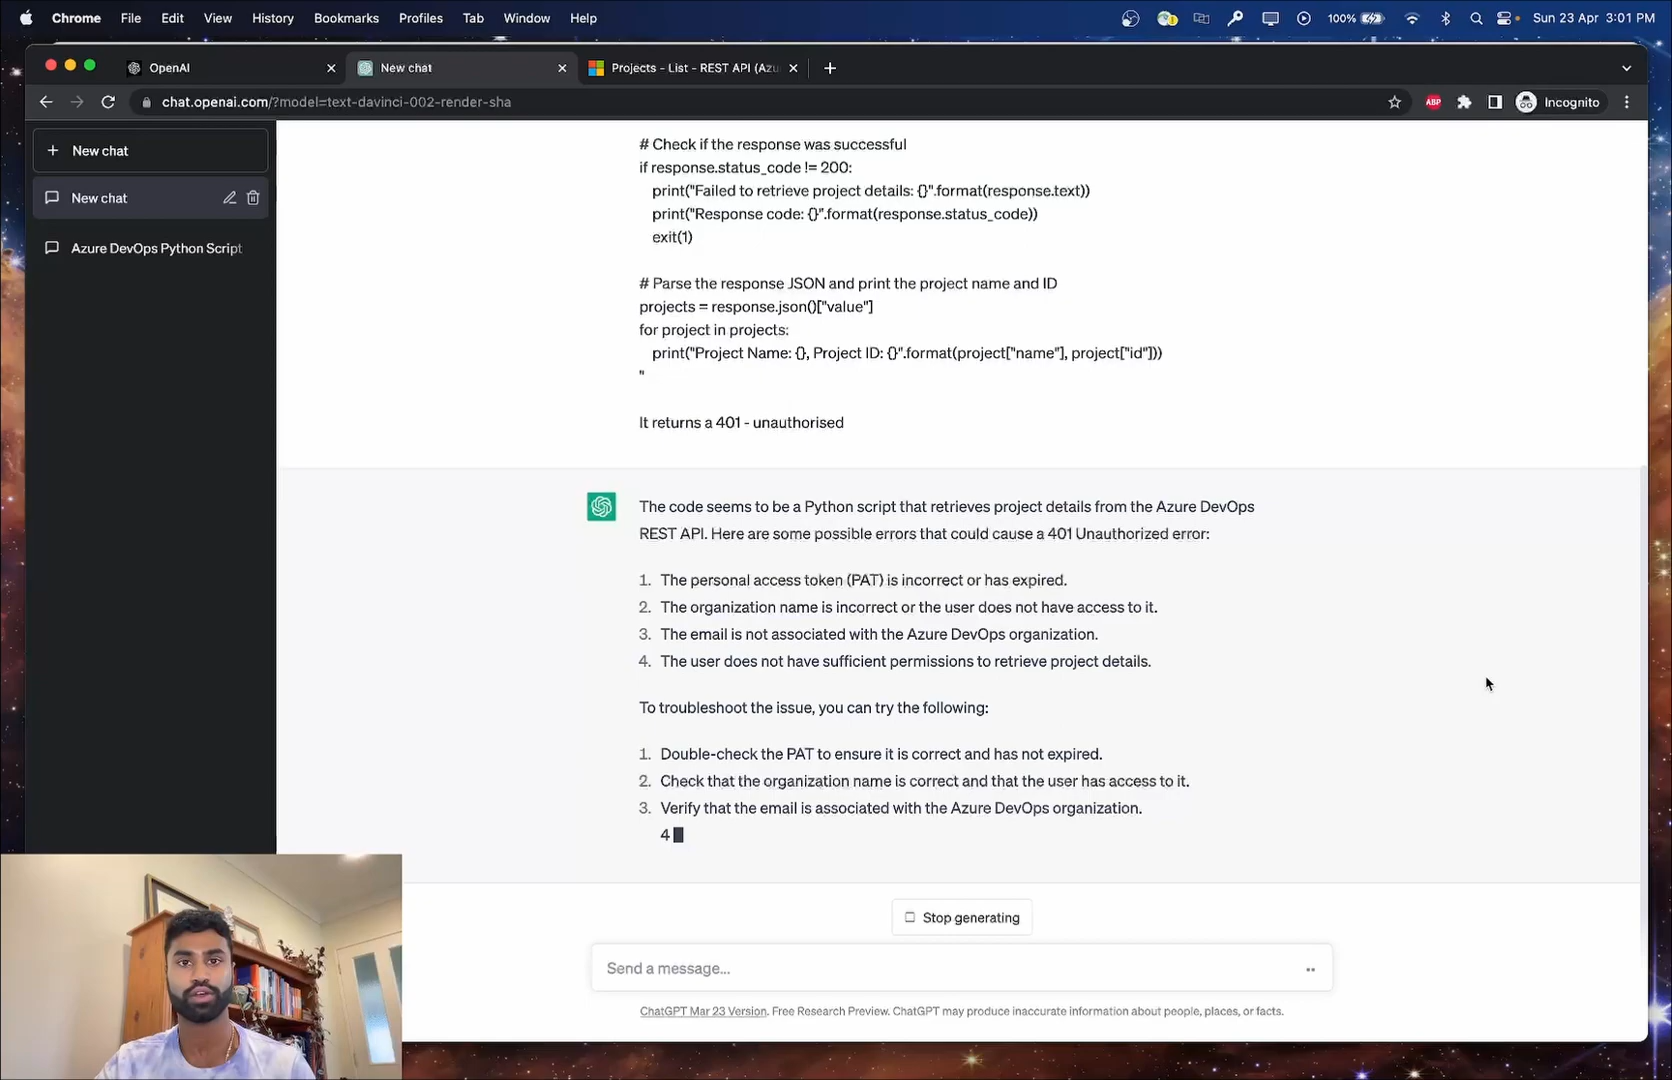 Chrome File Edit View History Bookmarks Profiles Tab Window Help 100% Sun 23 Apr 3:01 PM
OpenAI New chat Projects - List - REST API (Azu
chat.openai.com/?model=text-davinci-002-render-sha ABP Incognito
New chat
New chat
Azure DevOps Python Script
# Check if the response was successful
if response.status_code != 200:
print("Failed to retrieve project details: {}".format(response.text))
print("Response code: {}".format(response.status_code))
exit(1)
# Parse the response JSON and print the project name and ID
projects = response.json()["value"]
for project in projects:
print("Project Name: {}, Project ID: {}".format(project["name"], project["id"]))
"
It returns a 401 - unauthorised
The code seems to be a Python script that retrieves project details from the Azure DevOps
REST API. Here are some possible errors that could cause a 401 Unauthorized error:
1. The personal access token (PAT) is incorrect or has expired.
2. The organization name is incorrect or the user does not have access to it.
3. The email is not associated with the Azure DevOps organization.
4. The user does not have sufficient permissions to retrieve project details.
To troubleshoot the issue, you can try the following:
1. Double-check the PAT to ensure it is correct and has not expired.
2. Check that the organization name is correct and that the user has access to it.
3. Verify that the email is associated with the Azure DevOps organization.
4
Stop generating
Send a message...
ChatGPT Mar 23 Version. Free Research Preview. ChatGPT may produce inaccurate information about people, places, or facts.